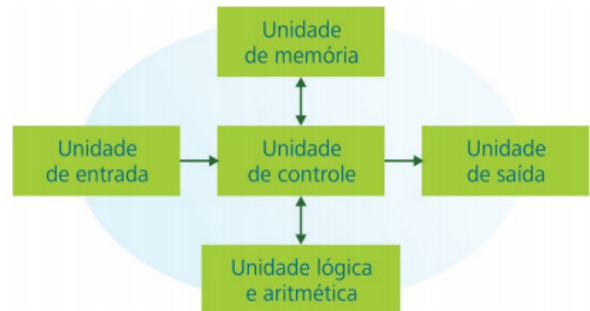 Unidade
de memória
Unidade
de entrada
Unidade
de controle
Unidade
de saída
Unidade lógica
e aritmética